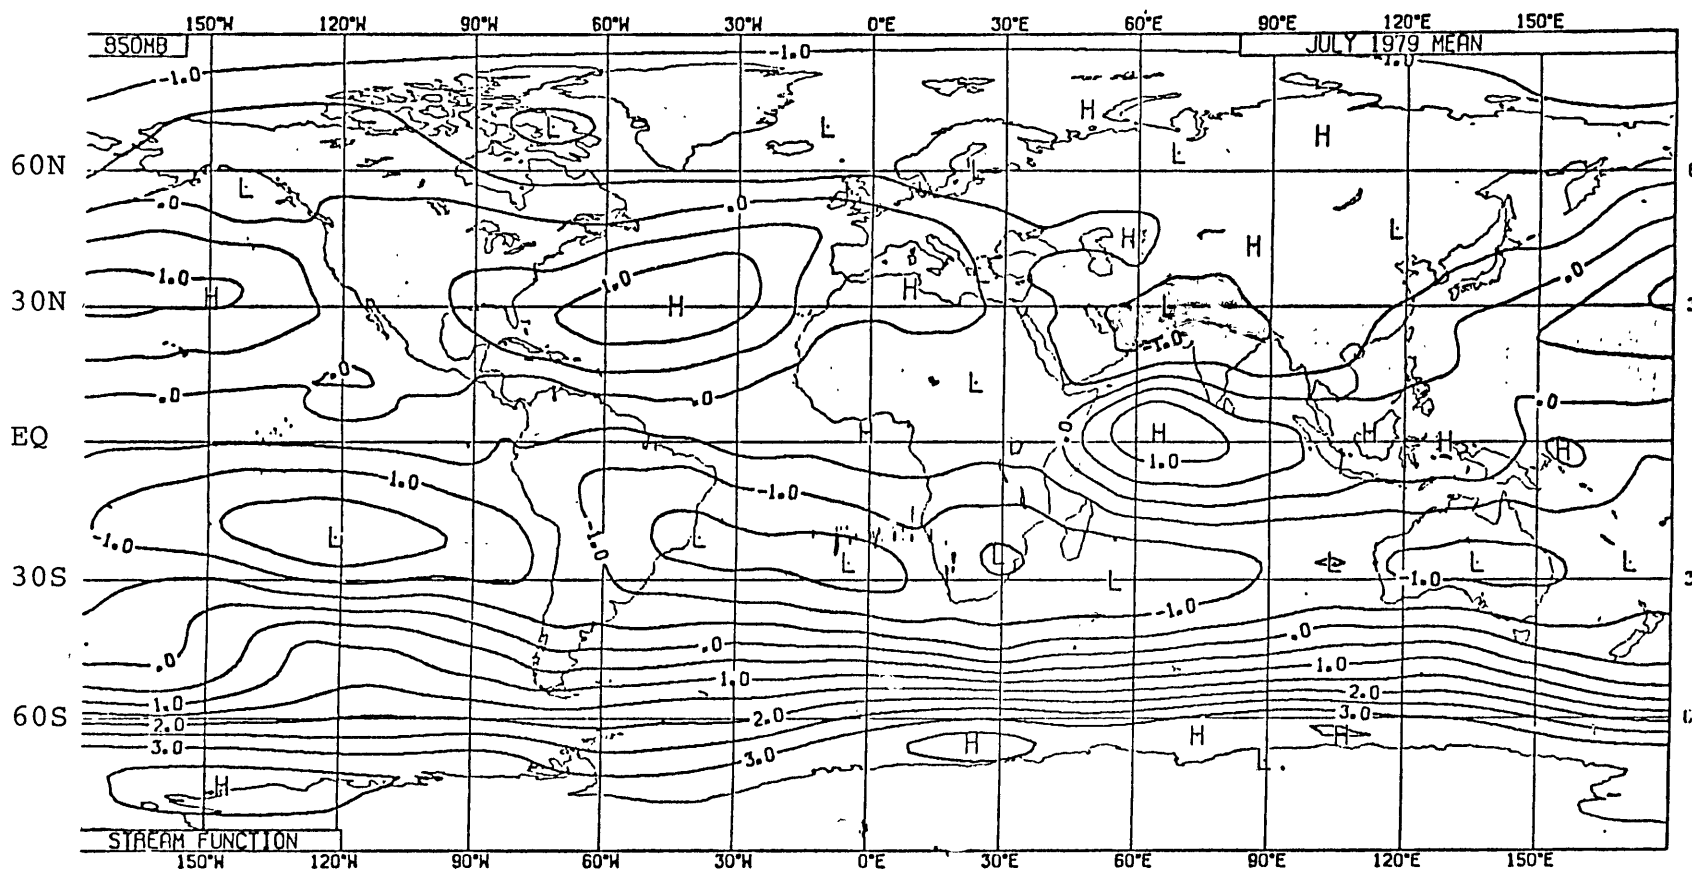 150°W 120°W 90°W 60°W 30°W 0°E 30°E 60°E 90°E 120°E 150°E
850MB JULY 1979 MEAN
-1.0 -1.0 -1.0
H
L L H
60N L L L
.0 .0
L H H
1.0 1.0 H .0
30N H H L
-1.0
.0 L
.0 .0 .0
EQ H .0 H H H H
1.0
1.0 -1.0
L -1.0 L
-1.0 L L L L L
30S L -1.0
-1.0
.0 .0 .0
1.0 1.0 1.0
2.0 2.0 2.0
60S 3.0
3.0 3.0 H H H
H L
STREAM FUNCTION
150°W 120°W 90°W 60°W 30°W 0°E 30°E 60°E 90°E 120°E 150°E